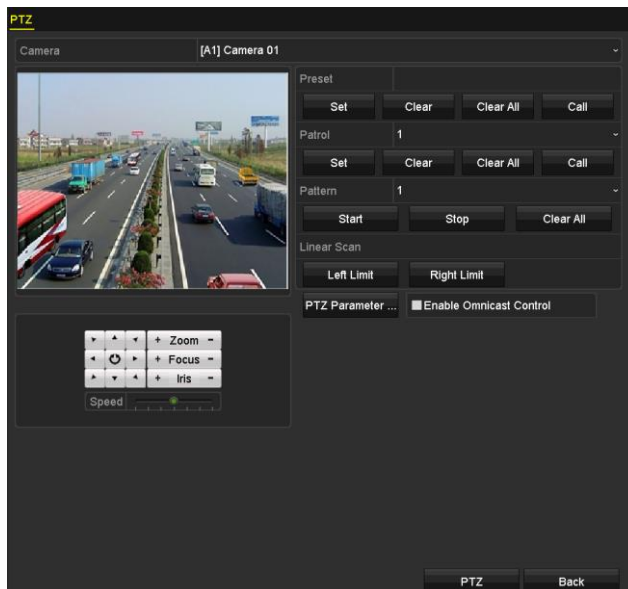 PTZ
Camera [A1] Camera 01
Preset
Set Clear Clear All Call
Patrol 1
Set Clear Clear All Call
Pattern 1
Start Stop Clear All
Linear Scan
Left Limit Right Limit
PTZ Parameter ... Enable Omnicast Control
+ Zoom -
+ Focus -
+ Iris -
Speed
PTZ Back